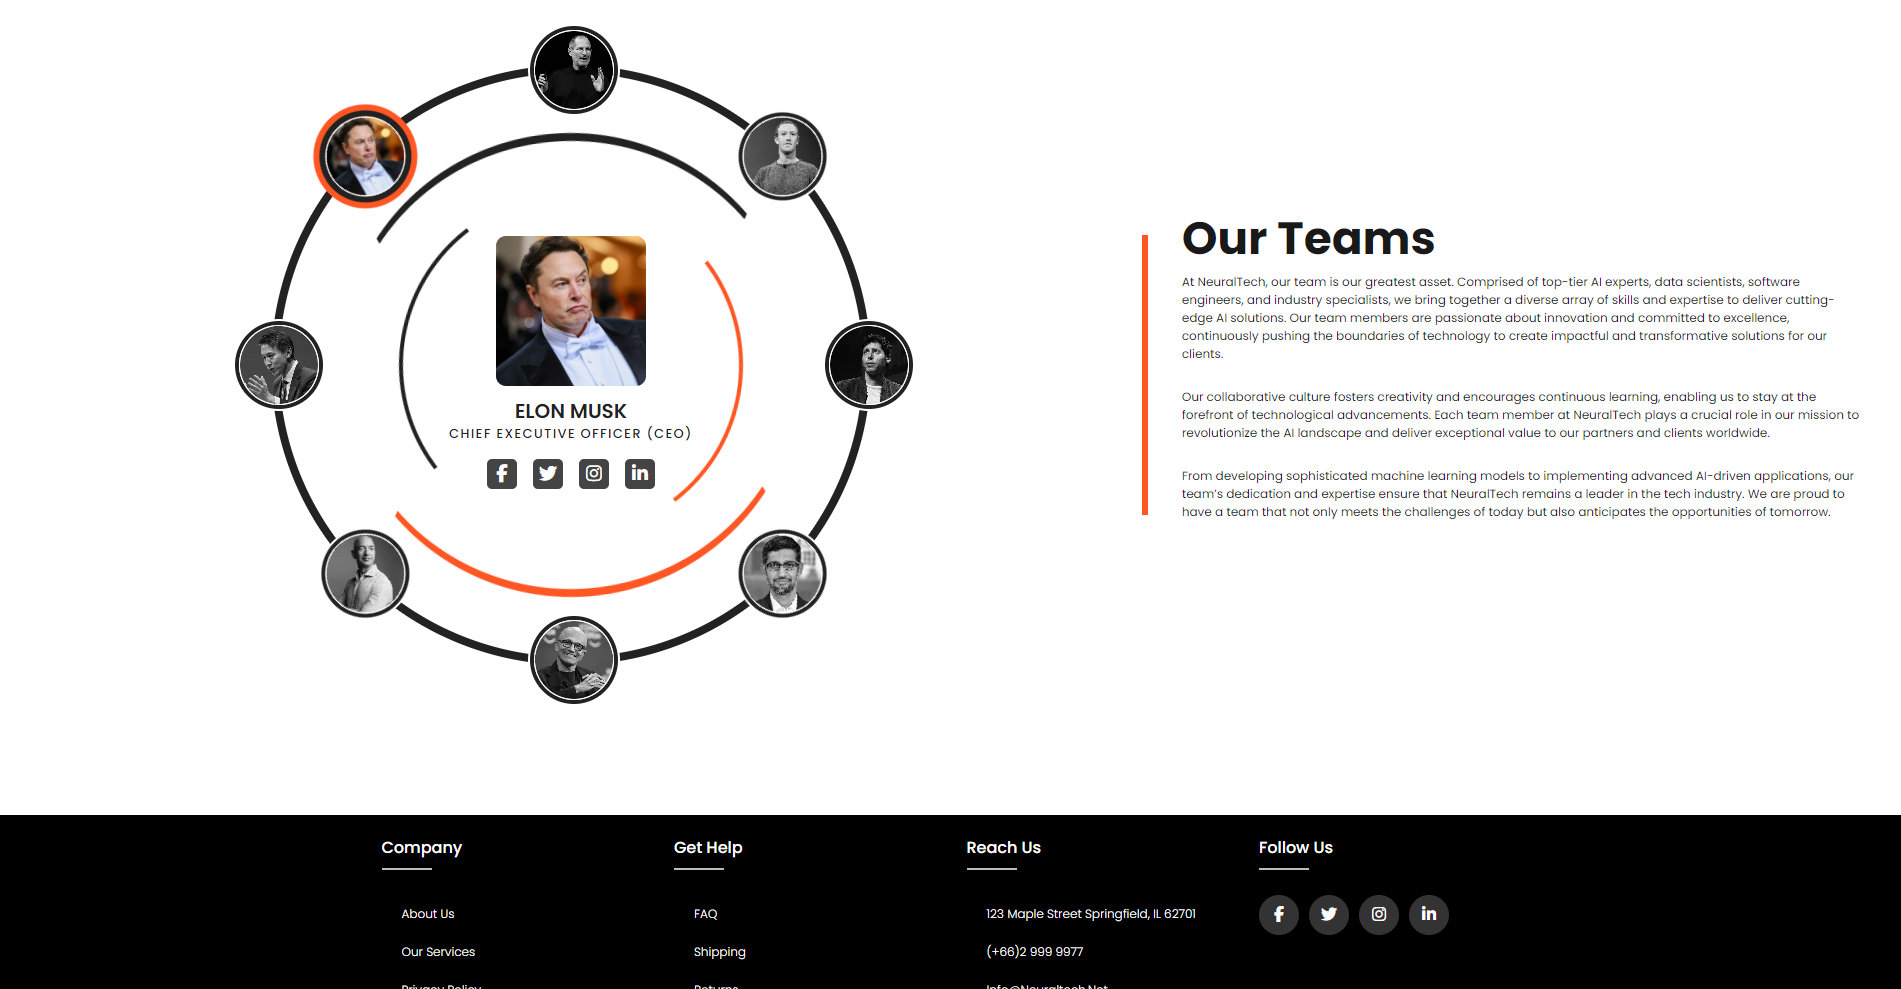 ELON MUSK
CHIEF EXECUTIVE OFFICER (CEO)
Our Teams
At NeuralTech, our team is our greatest asset. Comprised of top-tier AI experts, data scientists, software
engineers, and industry specialists, we bring together a diverse array of skills and expertise to deliver cutting-
edge AI solutions. Our team members are passionate about innovation and committed to excellence,
continuously pushing the boundaries of technology to create impactful and transformative solutions for our
clients.
Our collaborative culture fosters creativity and encourages continuous learning, enabling us to stay at the
forefront of technological advancements. Each team member at NeuralTech plays a crucial role in our mission to
revolutionize the AI landscape and deliver exceptional value to our partners and clients worldwide.
From developing sophisticated machine learning models to implementing advanced AI-driven applications, our
team's dedication and expertise ensure that NeuralTech remains a leader in the tech industry. We are proud to
have a team that not only meets the challenges of today but also anticipates the opportunities of tomorrow.
Company
About Us
Our Services
Privacy Policy
Get Help
FAQ
Shipping
Returns
Reach Us
123 Maple Street Springfield, IL 62701
(+66)2 999 9977
Info@Neuraltech.Net
Follow Us